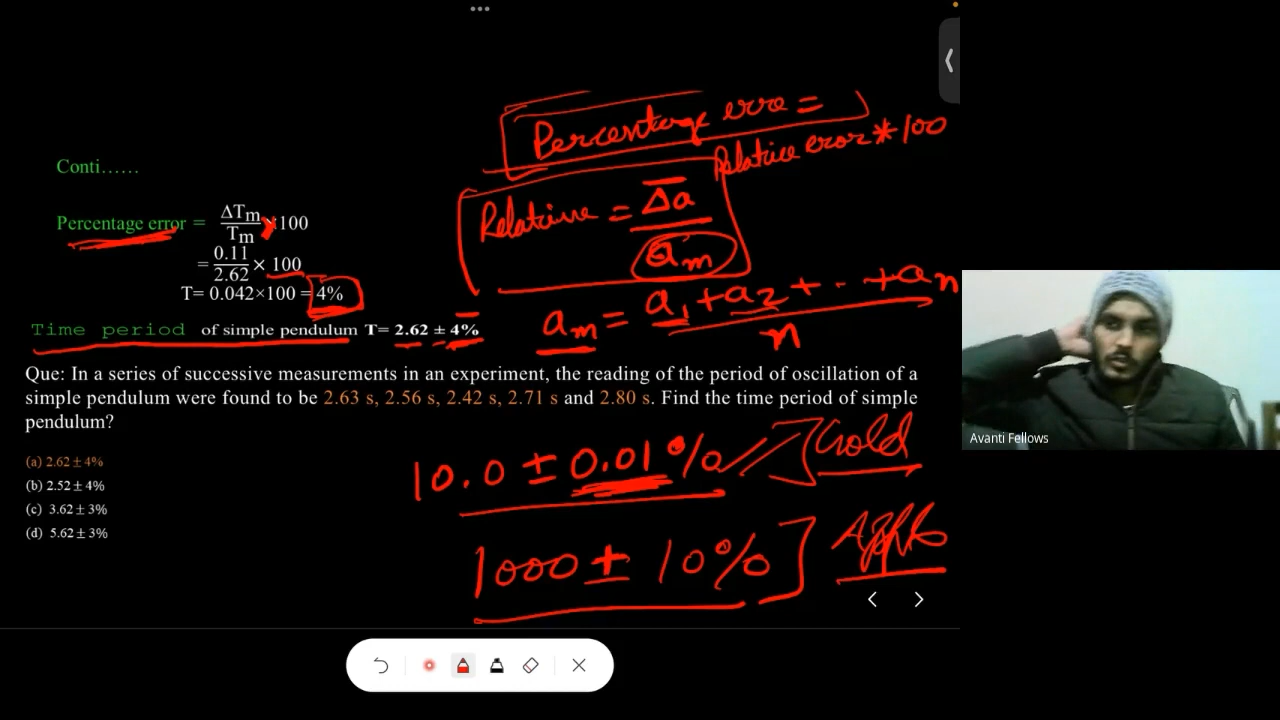 Conti……
Percentage error = ΔTm/Tm × 100
= 0.11/2.62 × 100
T= 0.042×100 = 4%
Time period of simple pendulum T= 2.62 ± 4%
Percentage erre =
Relative eror * 100
Relative = Δa/am
am = a1 + a2 + .. + an / n
Que: In a series of successive measurements in an experiment, the reading of the period of oscillation of a
simple pendulum were found to be 2.63 s, 2.56 s, 2.42 s, 2.71 s and 2.80 s. Find the time period of simple
pendulum?
(a) 2.62 ± 4%
(b) 2.52 ± 4%
(c) 3.62 ± 3%
(d) 5.62 ± 3%
10.0 ± 0.01% Gold
1000 ± 10%
Avanti Fellows